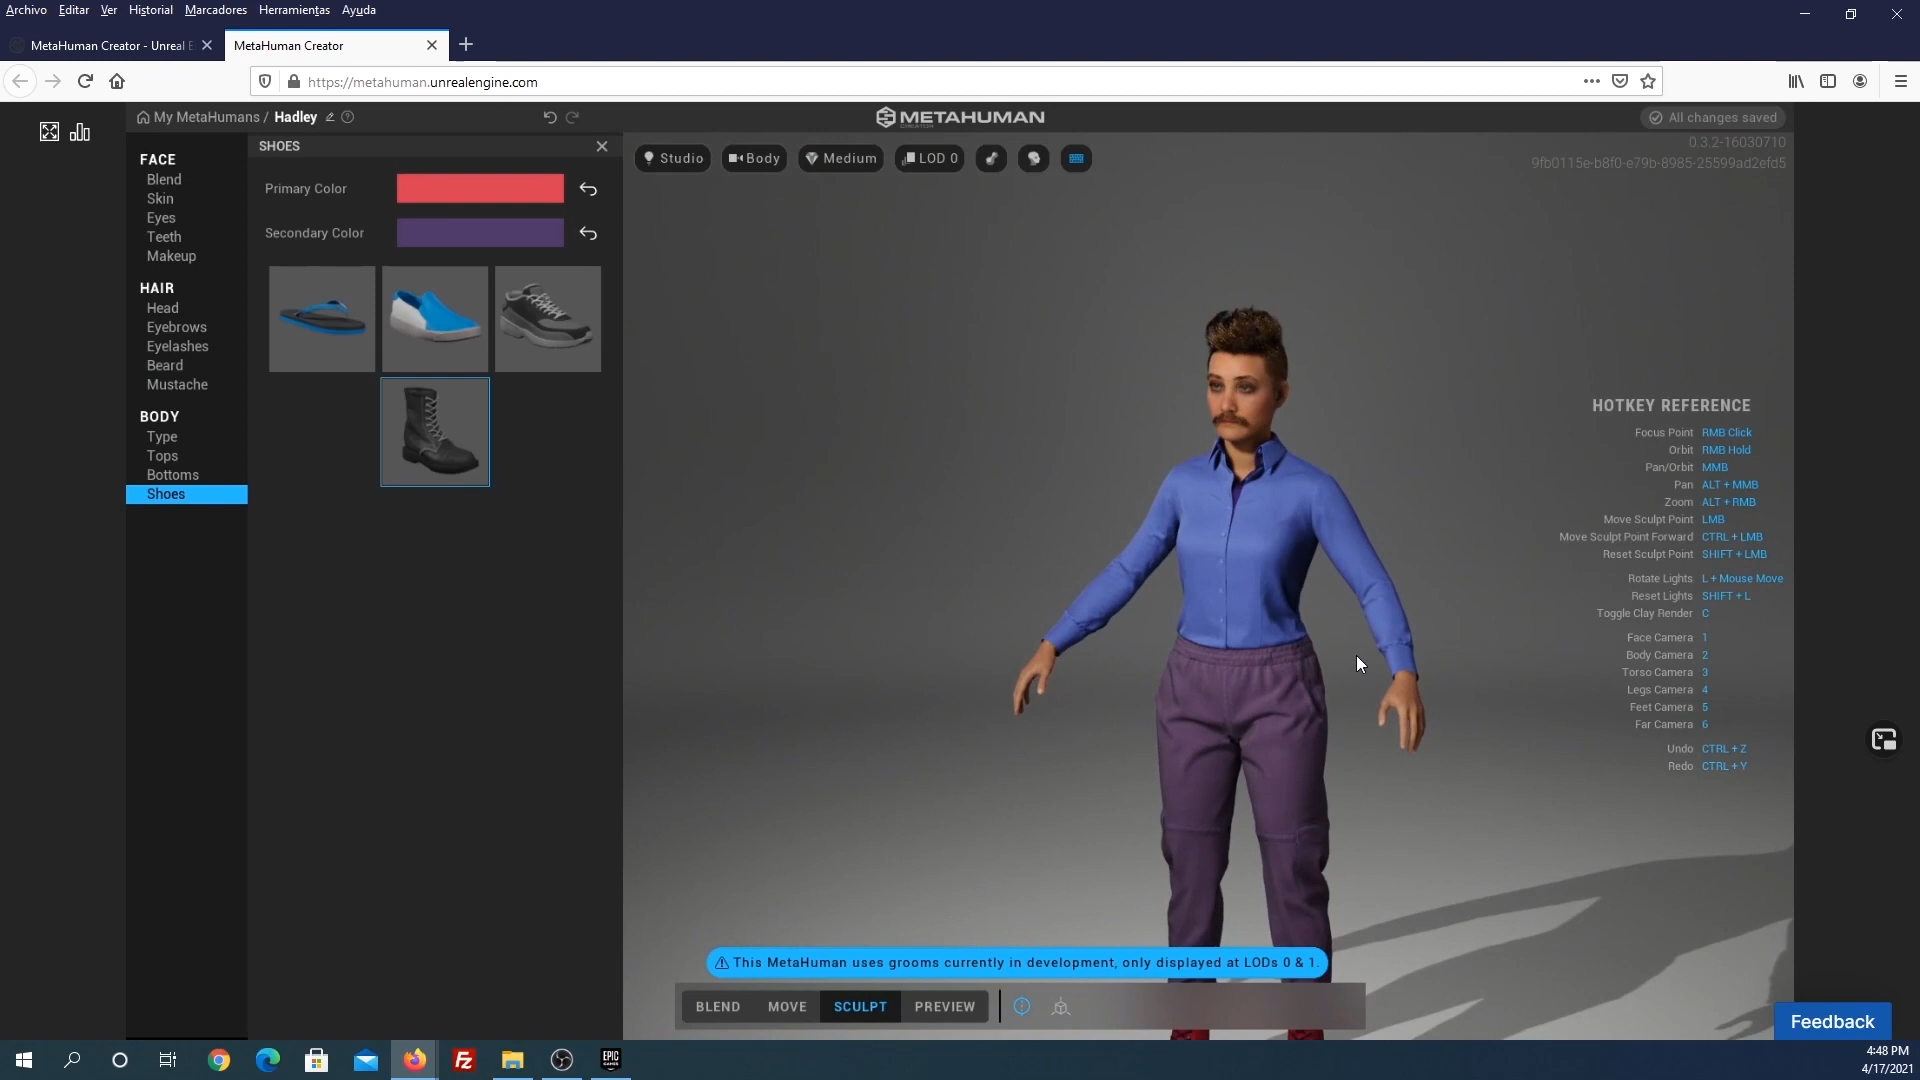 Archivo Editar Ver Historial Marcadores Herramientas Ayuda
MetaHuman Creator - Unreal E
MetaHuman Creator
https://metahuman.unrealengine.com
My MetaHumans / Hadley
METAHUMAN
CREATOR
All changes saved
0.3.2-16030710
9fb0115e-b8f0-e79b-8985-25599ad2efd5
FACE
Blend
Skin
Eyes
Teeth
Makeup
HAIR
Head
Eyebrows
Eyelashes
Beard
Mustache
BODY
Type
Tops
Bottoms
Shoes
SHOES
Primary Color
Secondary Color
Studio
Body
Medium
LOD 0
HOTKEY REFERENCE
Focus Point RMB Click
Orbit RMB Hold
Pan/Orbit MMB
Pan ALT + MMB
Zoom ALT + RMB
Move Sculpt Point LMB
Move Sculpt Point Forward CTRL + LMB
Reset Sculpt Point SHIFT + LMB
Rotate Lights L + Mouse Move
Reset Lights SHIFT + L
Toggle Clay Render C
Face Camera 1
Body Camera 2
Torso Camera 3
Legs Camera 4
Feet Camera 5
Far Camera 6
Undo CTRL + Z
Redo CTRL + Y
This MetaHuman uses grooms currently in development, only displayed at LODs 0 & 1.
BLEND MOVE SCULPT PREVIEW
Feedback
EPIC
GAMES
4:48 PM
4/17/2021